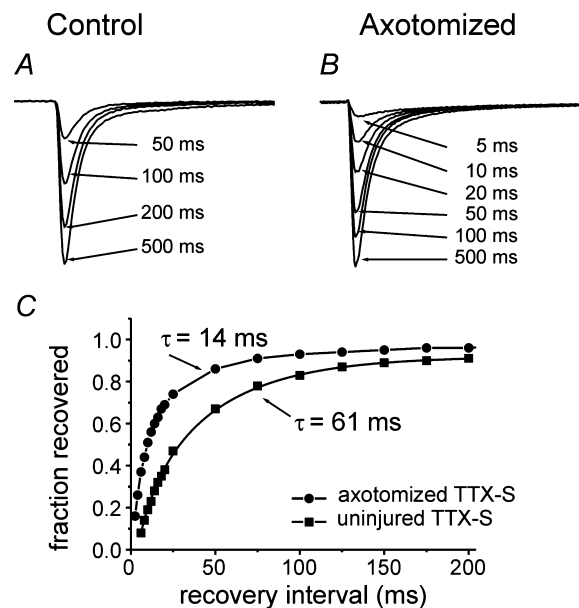 Control
Axotomized
A
B
50 ms
100 ms
200 ms
500 ms
5 ms
10 ms
20 ms
50 ms
100 ms
500 ms
C
fraction recovered
1.0
0.8
0.6
0.4
0.2
0.0
τ = 14 ms
τ = 61 ms
axotomized TTX-S
uninjured TTX-S
50
100
150
200
recovery interval (ms)